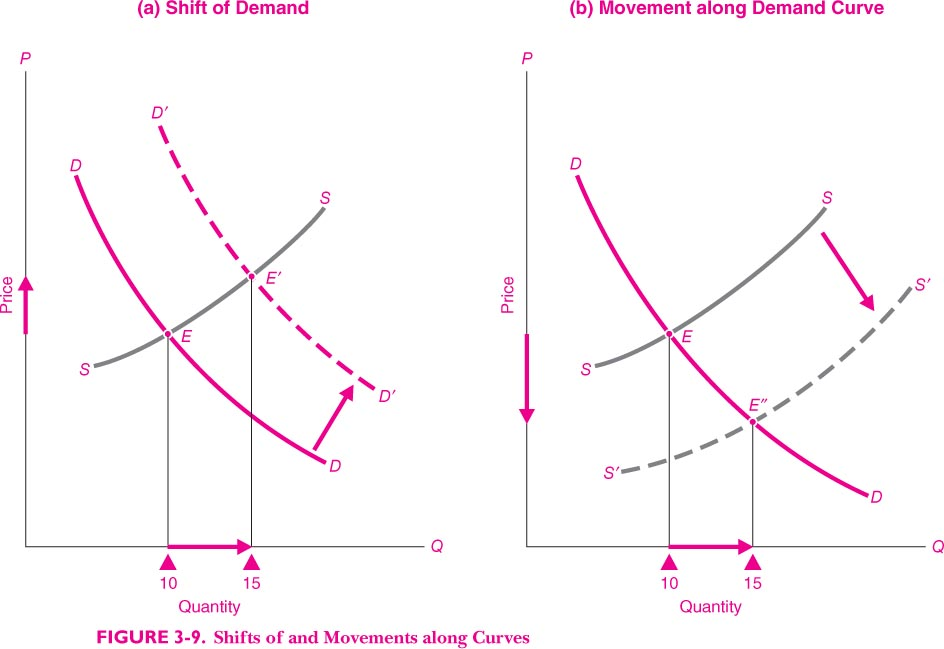 (a) Shift of Demand
P
D′
D
S
E′
Price
E
S
D′
D
Q
10 15
Quantity
(b) Movement along Demand Curve
P
D
S
S′
Price
E
S
E″
S′
D
Q
10 15
Quantity
FIGURE 3-9. Shifts of and Movements along Curves